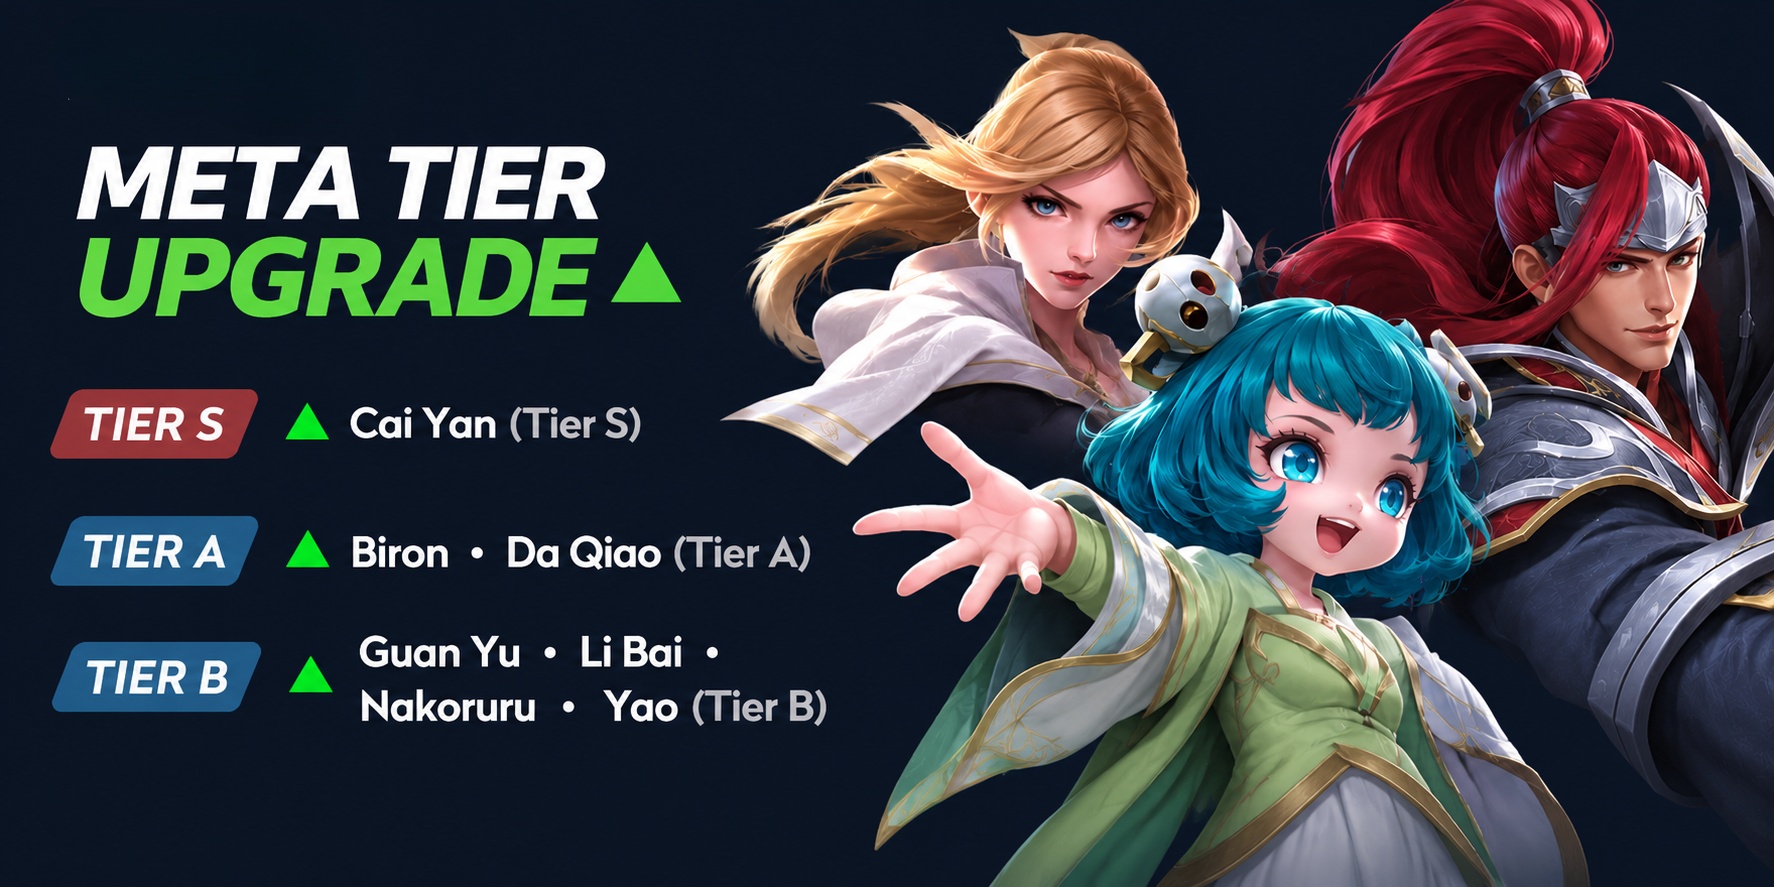 META TIER
UPGRADE
TIER S
Cai Yan (Tier S)
TIER A
Biron • Da Qiao (Tier A)
TIER B
Guan Yu • Li Bai •
Nakoruru • Yao (Tier B)